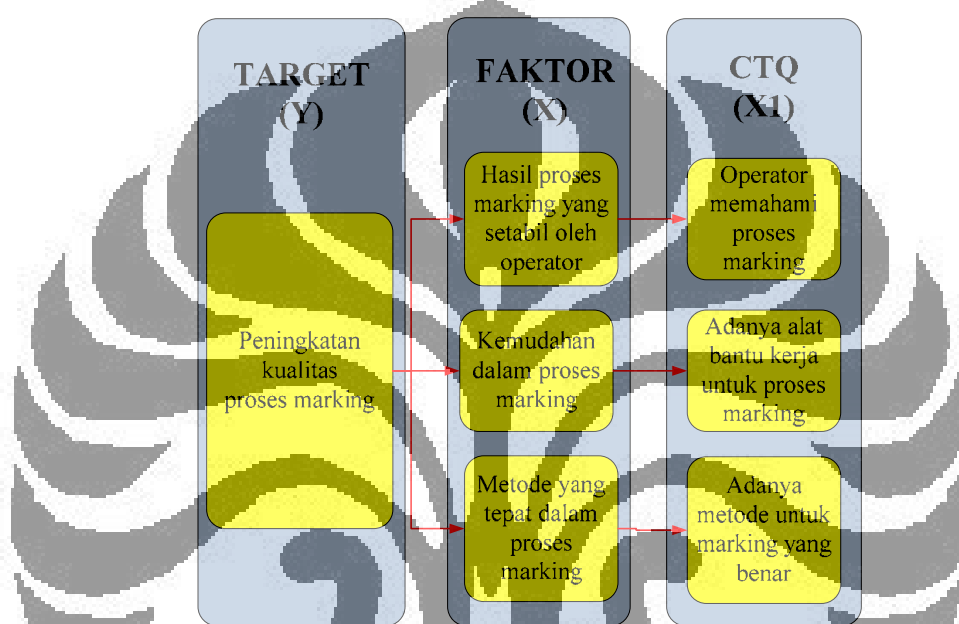 TARGET
(Y)
Peningkatan
kualitas
proses marking
FAKTOR
(X)
Hasil proses
marking yang
setabil oleh
operator
Kemudahan
dalam proses
marking
Metode yang
tepat dalam
proses
marking
CTQ
(X1)
Operator
memahami
proses
marking
Adanya alat
bantu kerja
untuk proses
marking
Adanya
metode untuk
marking yang
benar